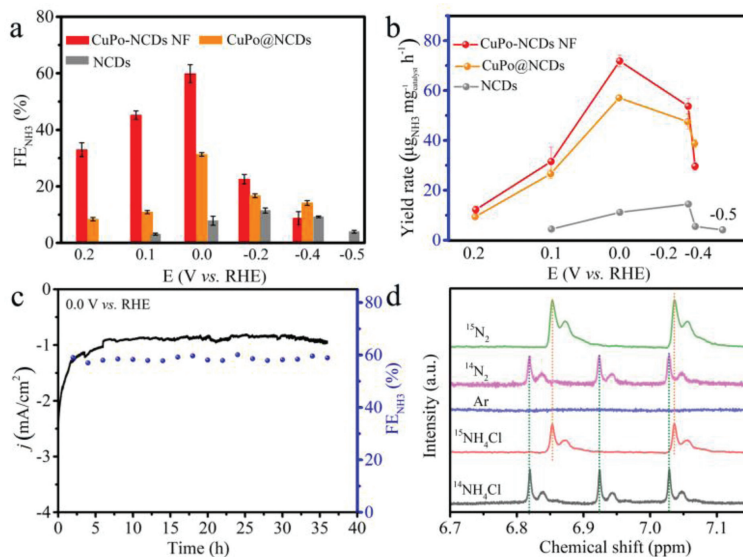 a
CuPo-NCDs NF
CuPo@NCDs
NCDs
80
60
40
20
0
FE_NH3 (%)
0.2 0.1 0.0 -0.2 -0.4 -0.5
E (V vs. RHE)
b
CuPo-NCDs NF
CuPo@NCDs
NCDs
80
60
40
20
0
Yield rate (μg_NH3 mg⁻¹_catalyst h⁻¹)
-0.5
0.2 0.1 0.0 -0.2 -0.4
E (V vs. RHE)
c
0.0 V vs. RHE
0
-1
-2
-3
-4
j (mA/cm²)
80
60
40
20
0
FE_NH3 (%)
0 5 10 15 20 25 30 35 40
Time (h)
d
¹⁵N₂
¹⁴N₂
Ar
¹⁵NH₄Cl
¹⁴NH₄Cl
Intensity (a.u.)
6.7 6.8 6.9 7.0 7.1
Chemical shift (ppm)